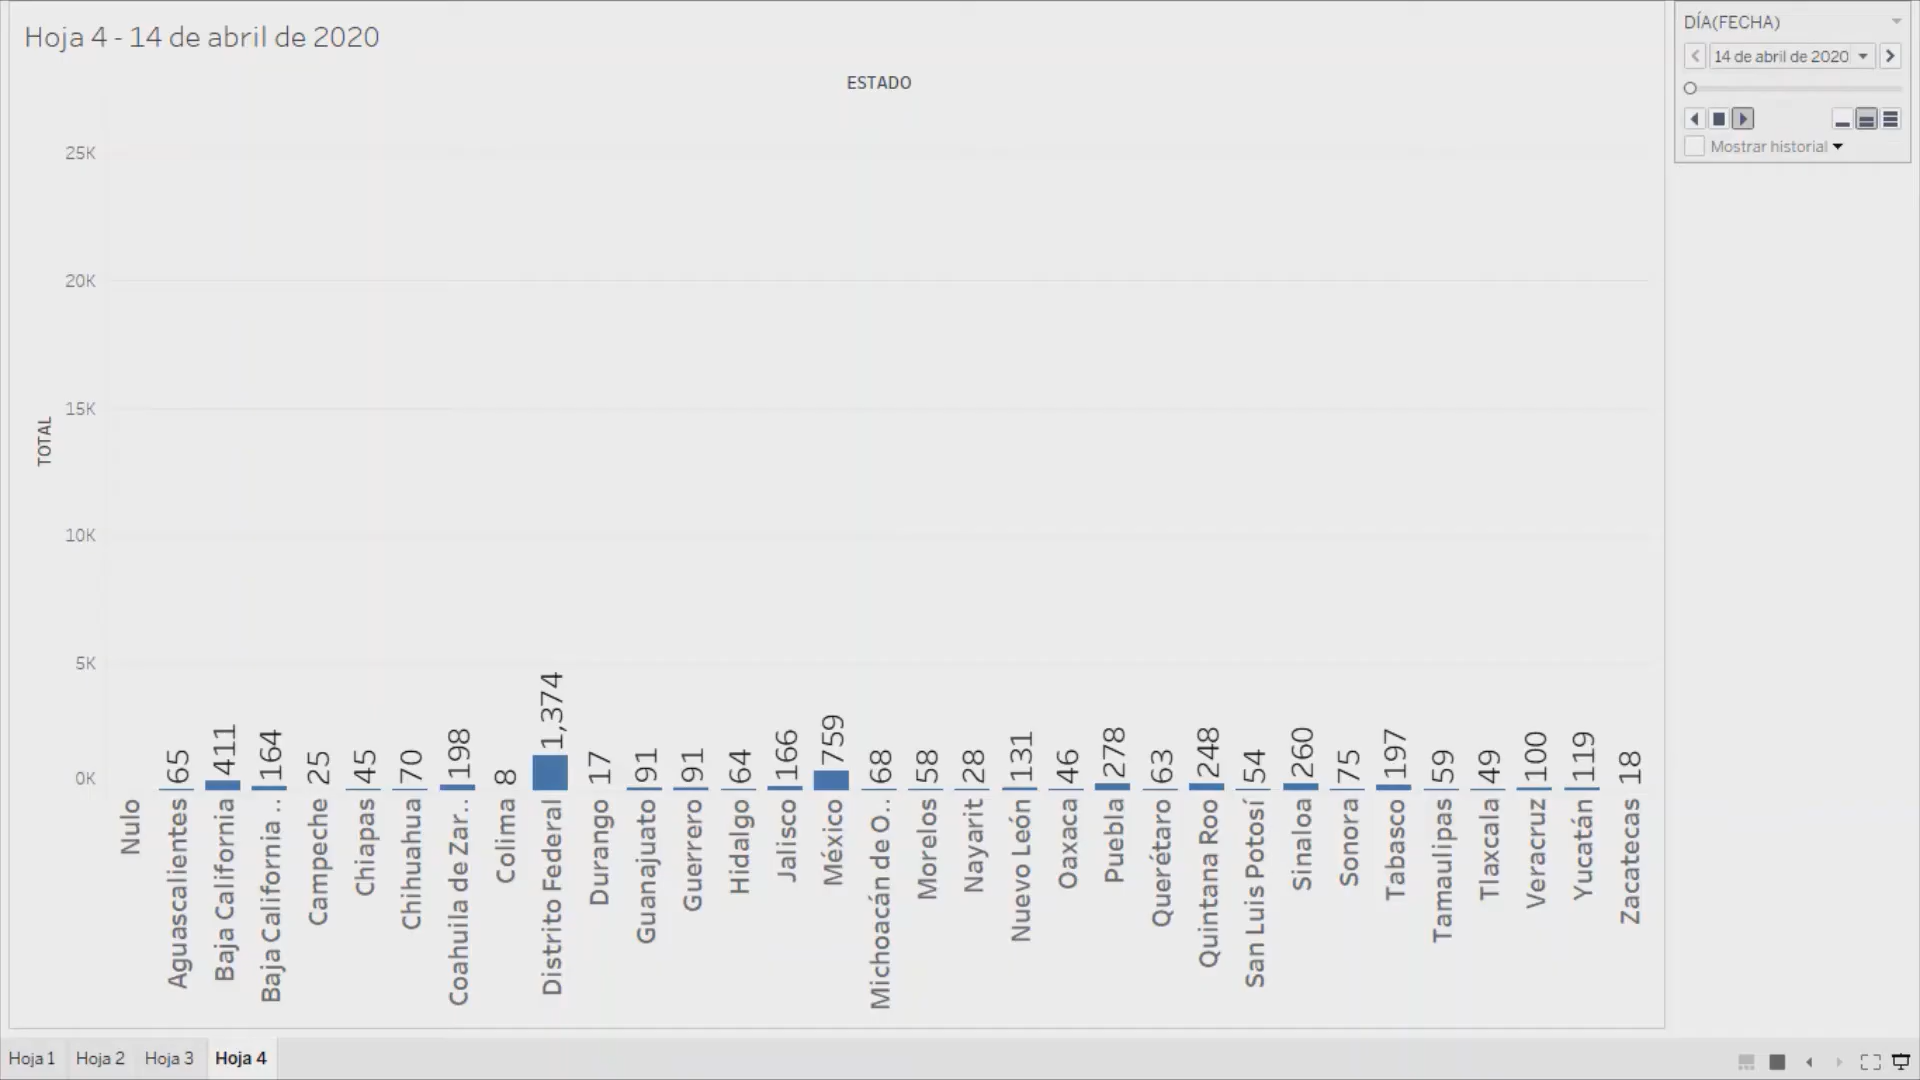 Hoja 4 - 14 de abril de 2020
ESTADO
25K
20K
15K
10K
5K
0K
TOTAL
65
411
164
25
45
70
198
8
1,374
17
91
91
64
166
759
68
58
28
131
46
278
63
248
54
260
75
197
59
49
100
119
18
Nulo
Aguascalientes
Baja California
Baja California ..
Campeche
Chiapas
Chihuahua
Coahuila de Zar..
Colima
Distrito Federal
Durango
Guanajuato
Guerrero
Hidalgo
Jalisco
México
Michoacán de O..
Morelos
Nayarit
Nuevo León
Oaxaca
Puebla
Querétaro
Quintana Roo
San Luis Potosí
Sinaloa
Sonora
Tabasco
Tamaulipas
Tlaxcala
Veracruz
Yucatán
Zacatecas
DÍA(FECHA)
14 de abril de 2020
Mostrar historial
Hoja 1 Hoja 2 Hoja 3 Hoja 4